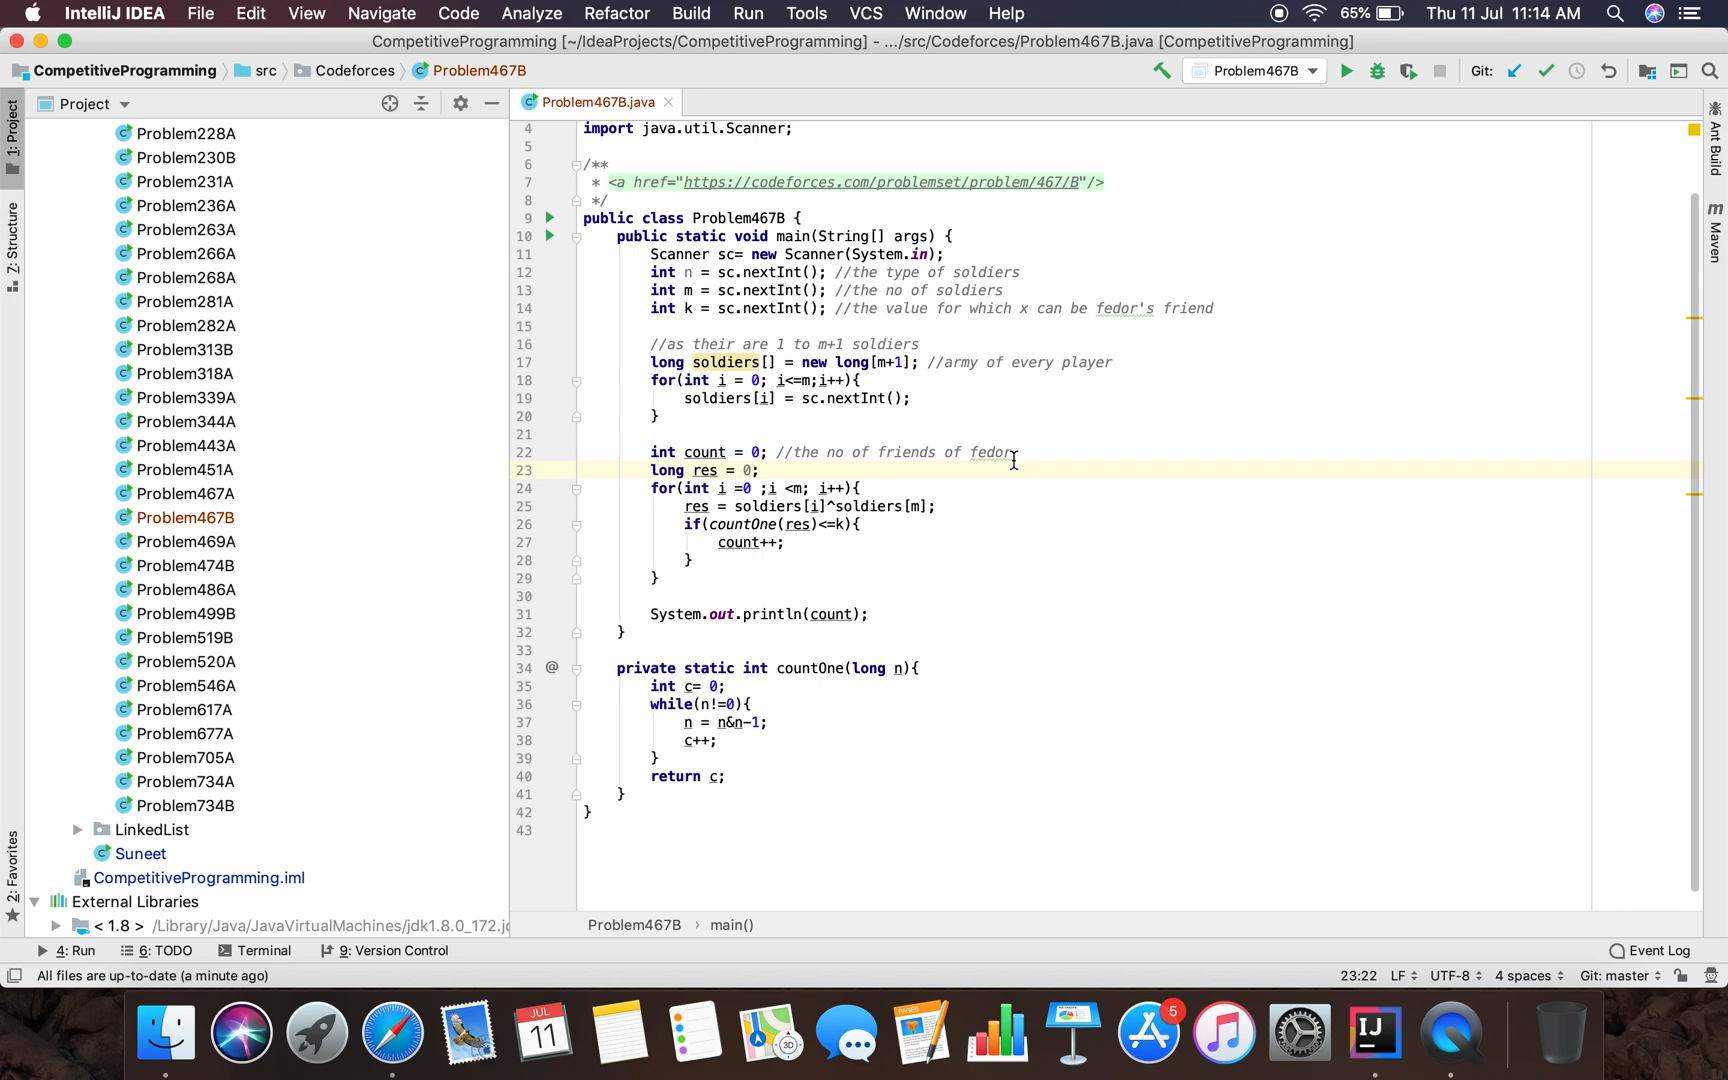 IntelliJ IDEA File Edit View Navigate Code Analyze Refactor Build Run Tools VCS Window Help 65% Thu 11 Jul 11:14 AM
CompetitiveProgramming [~/IdeaProjects/CompetitiveProgramming] - .../src/Codeforces/Problem467B.java [CompetitiveProgramming]
CompetitiveProgramming src Codeforces Problem467B Problem467B Git:
Project
Problem467B.java
1: Project
7: Structure
2: Favorites
Problem228A
Problem230B
Problem231A
Problem236A
Problem263A
Problem266A
Problem268A
Problem281A
Problem282A
Problem313B
Problem318A
Problem339A
Problem344A
Problem443A
Problem451A
Problem467A
Problem467B
Problem469A
Problem474B
Problem486A
Problem499B
Problem519B
Problem520A
Problem546A
Problem617A
Problem677A
Problem705A
Problem734A
Problem734B
LinkedList
Suneet
CompetitiveProgramming.iml
External Libraries
< 1.8 > /Library/Java/JavaVirtualMachines/jdk1.8.0_172.j
4 import java.util.Scanner;
5
6 /**
7 * <a href="https://codeforces.com/problemset/problem/467/B"/>
8 */
9 public class Problem467B {
10 public static void main(String[] args) {
11 Scanner sc= new Scanner(System.in);
12 int n = sc.nextInt(); //the type of soldiers
13 int m = sc.nextInt(); //the no of soldiers
14 int k = sc.nextInt(); //the value for which x can be fedor's friend
15
16 //as their are 1 to m+1 soldiers
17 long soldiers[] = new long[m+1]; //army of every player
18 for(int i = 0; i<=m;i++){
19 soldiers[i] = sc.nextInt();
20 }
21
22 int count = 0; //the no of friends of fedor
23 long res = 0;
24 for(int i =0 ;i <m; i++){
25 res = soldiers[i]^soldiers[m];
26 if(countOne(res)<=k){
27 count++;
28 }
29 }
30
31 System.out.println(count);
32 }
33
34 @ private static int countOne(long n){
35 int c= 0;
36 while(n!=0){
37 n = n&n-1;
38 c++;
39 }
40 return c;
41 }
42 }
43
Ant Build
m Maven
Problem467B › main()
4: Run 6: TODO Terminal 9: Version Control Event Log
All files are up-to-date (a minute ago) 23:22 LF UTF-8 4 spaces Git: master
JUL
11
3D
PAGES
5
IJ